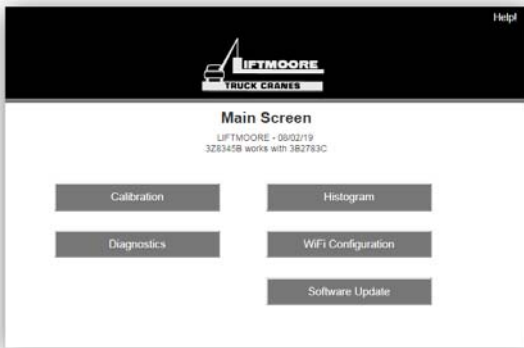 Help!
LIFTMOORE
TRUCK CRANES
Main Screen
LIFTMOORE - 08/02/19
3Z8345B works with 3B2783C
Calibration
Histogram
Diagnostics
WiFi Configuration
Software Update